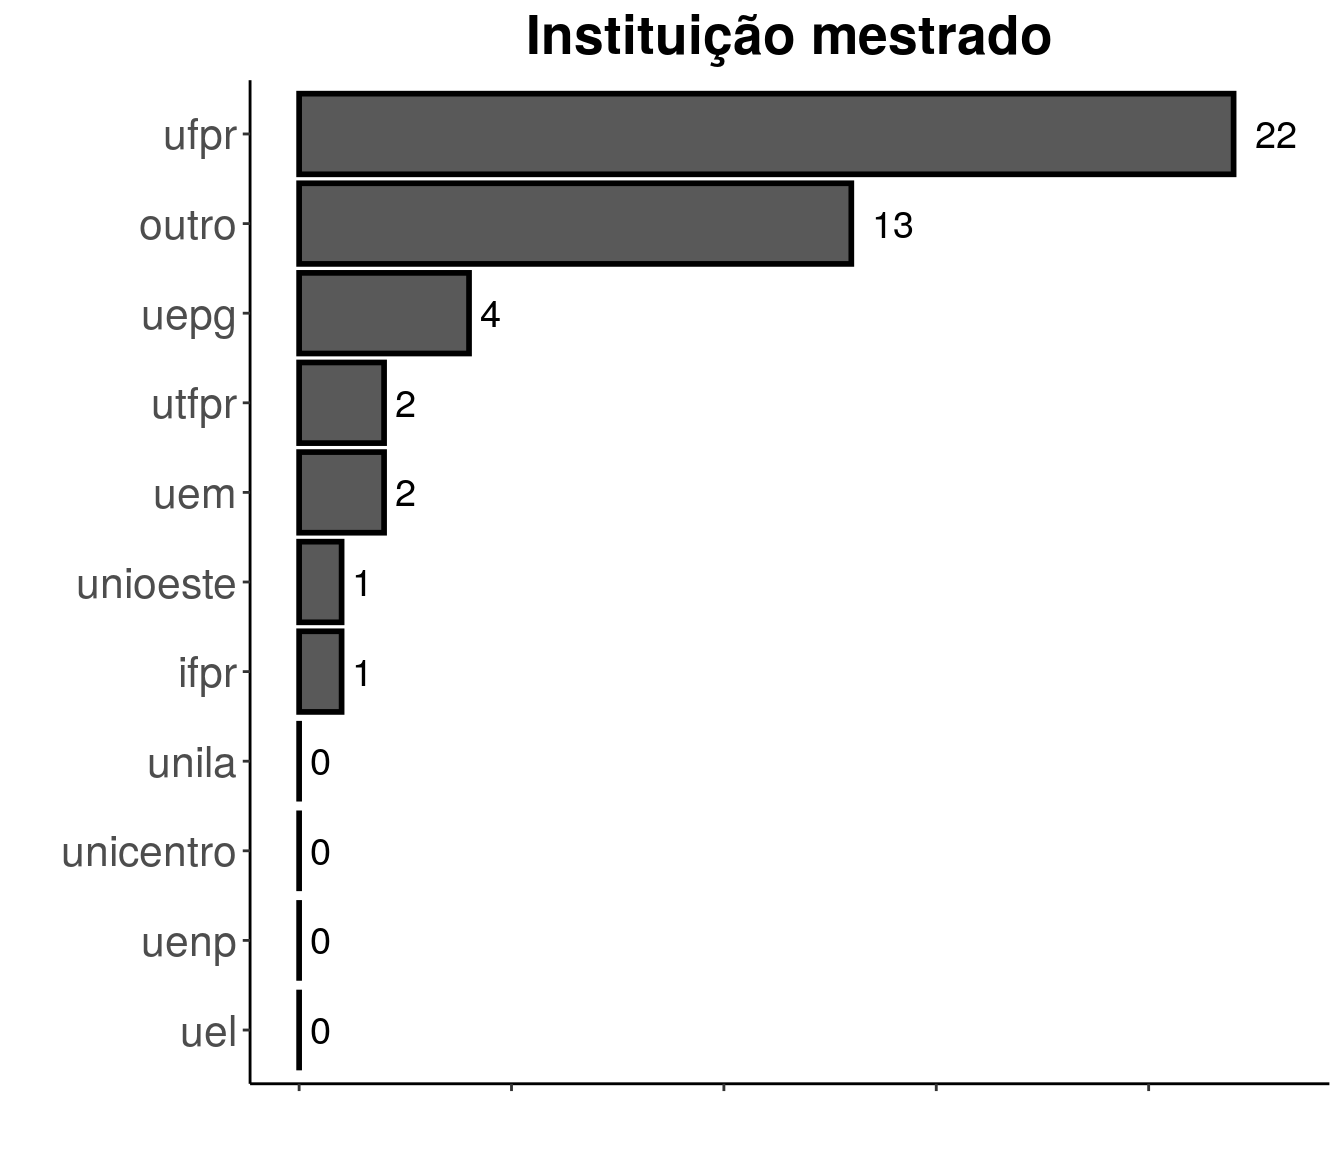 Instituição mestrado
ufpr 22
outro 13
uepg 4
utfpr 2
uem 2
unioeste 1
ifpr 1
unila 0
unicentro 0
uenp 0
uel 0